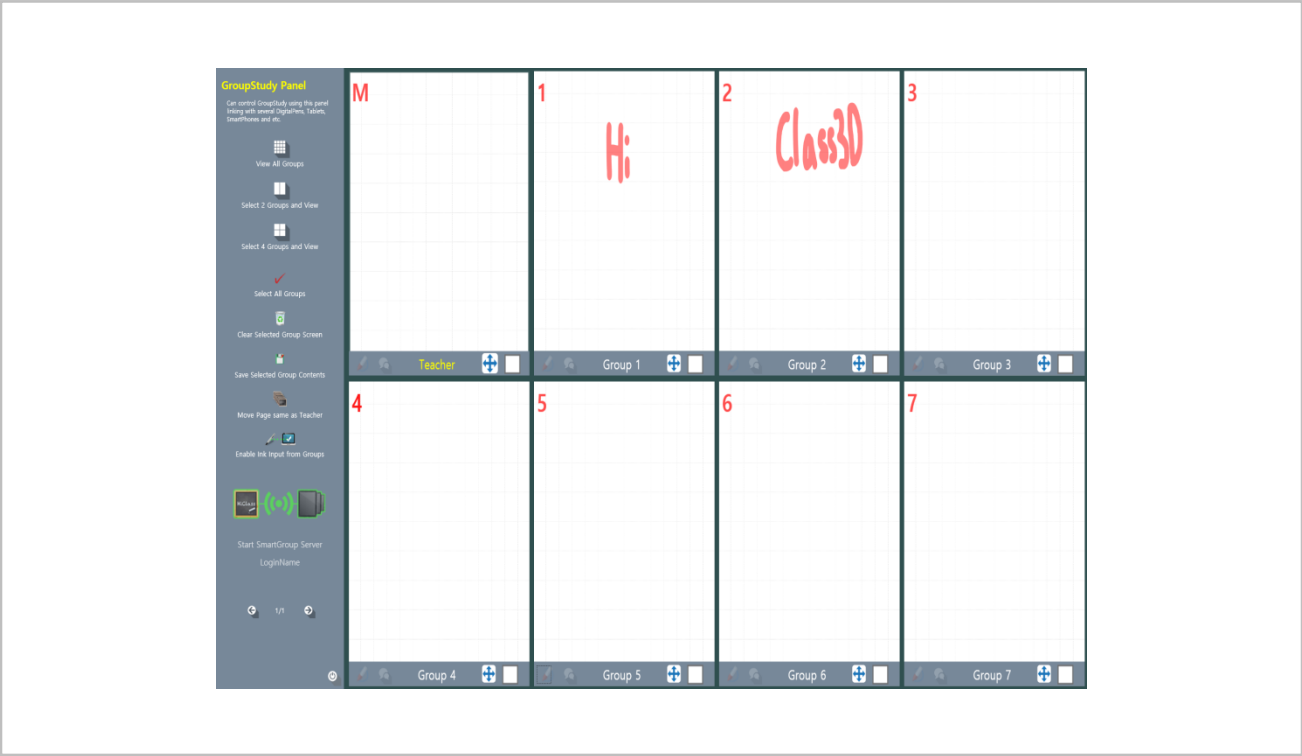 GroupStudy Panel
Can control GroupStudy using this panel
linking with several DigitalPens, Tablets,
SmartPhones and etc.
View All Groups
Select 2 Groups and View
Select 4 Groups and View
Select All Groups
Clear Selected Group Screen
Save Selected Group Contents
Move Page same as Teacher
Enable Ink Input from Groups
Start SmartGroup Server
LoginName
1/1
M
1
Hi
2
Class3D
3
Teacher
Group 1
Group 2
Group 3
4
5
6
7
Group 4
Group 5
Group 6
Group 7